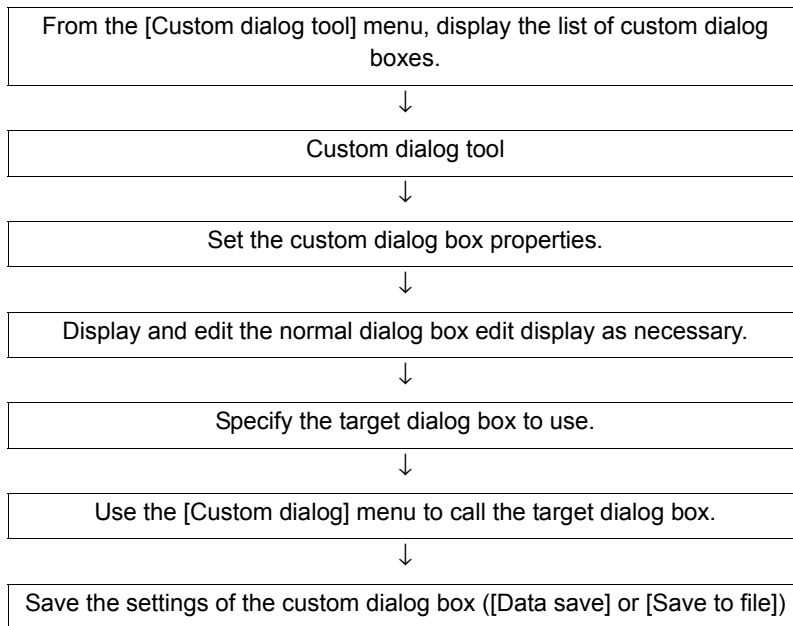 From the [Custom dialog tool] menu, display the list of custom dialog
boxes.
↓
Custom dialog tool
↓
Set the custom dialog box properties.
↓
Display and edit the normal dialog box edit display as necessary.
↓
Specify the target dialog box to use.
↓
Use the [Custom dialog] menu to call the target dialog box.
↓
Save the settings of the custom dialog box ([Data save] or [Save to file])